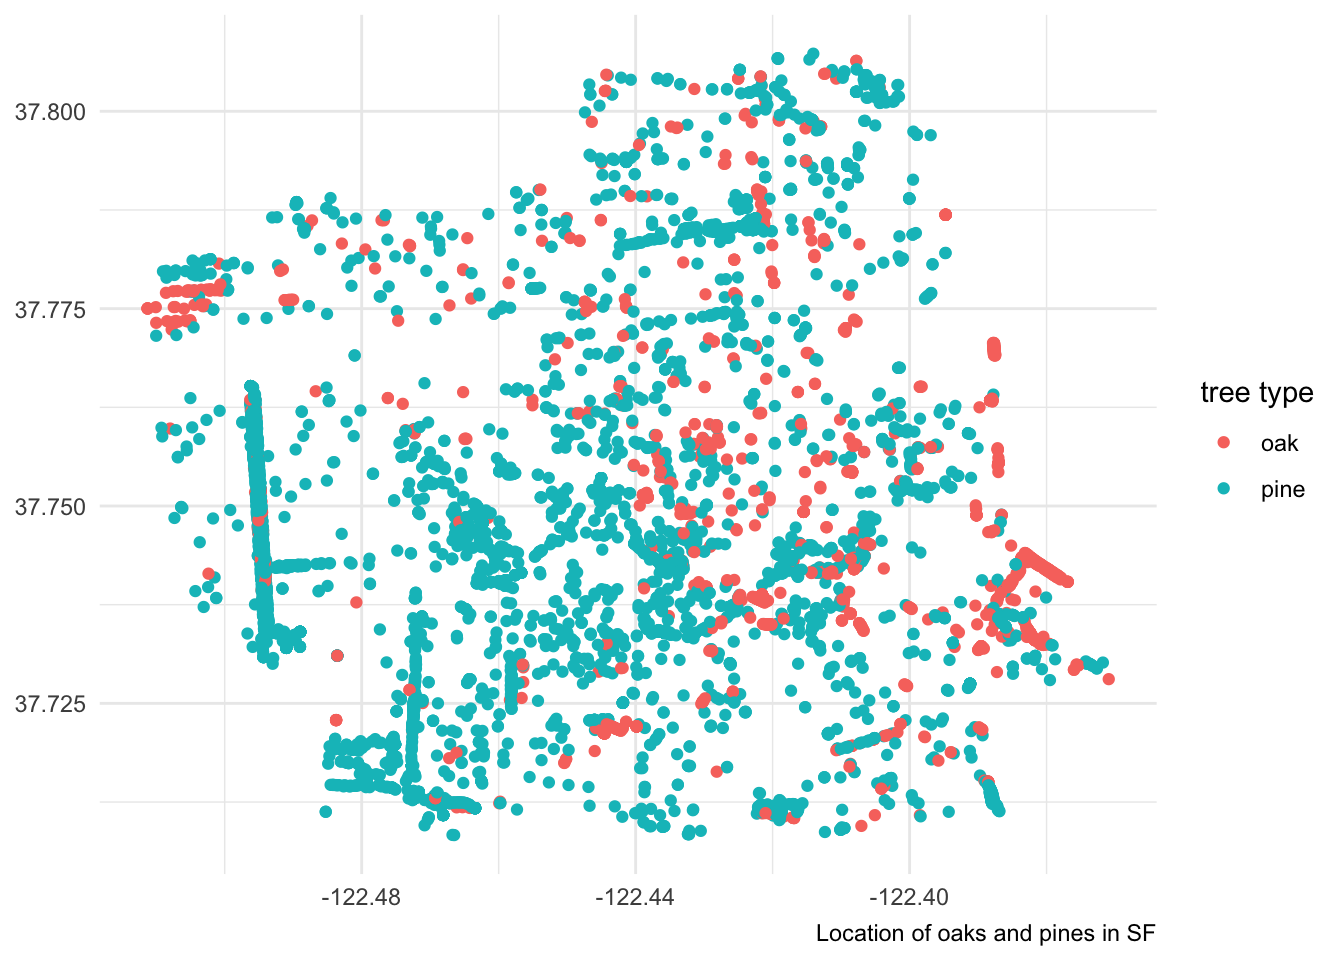 37.800
37.775
37.750
37.725
-122.48
-122.44
-122.40
Location of oaks and pines in SF
tree type
oak
pine